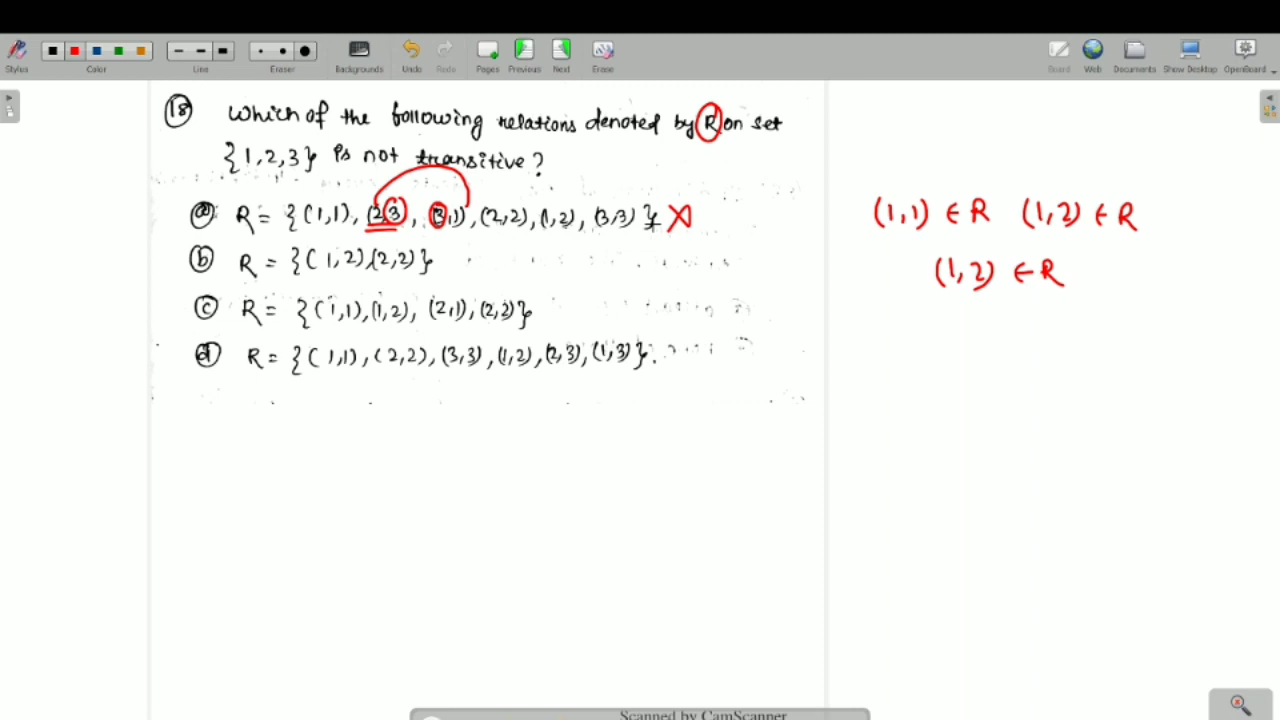 Styles
Color
Line
Eraser
Backgrounds
Undo
Redo
Pages
Previous
Next
Erase
Board
Web
Documents
Show Desktop
OpenBoard
(18) Which of the following relations denoted by R on set
{1,2,3} is not transitive?
(a) R = {(1,1), (2,3), (3,1), (2,2), (1,2), (3,3)} X
(b) R = {(1,2)(2,2)}
(c) R = {(1,1),(1,2), (2,1), (2,2)}
(d) R = {(1,1), (2,2), (3,3), (1,2), (2,3), (1,3)}.
(1,1) ∈ R (1,2) ∈ R
(1,2) ∈ R
Scanned by CamScanner